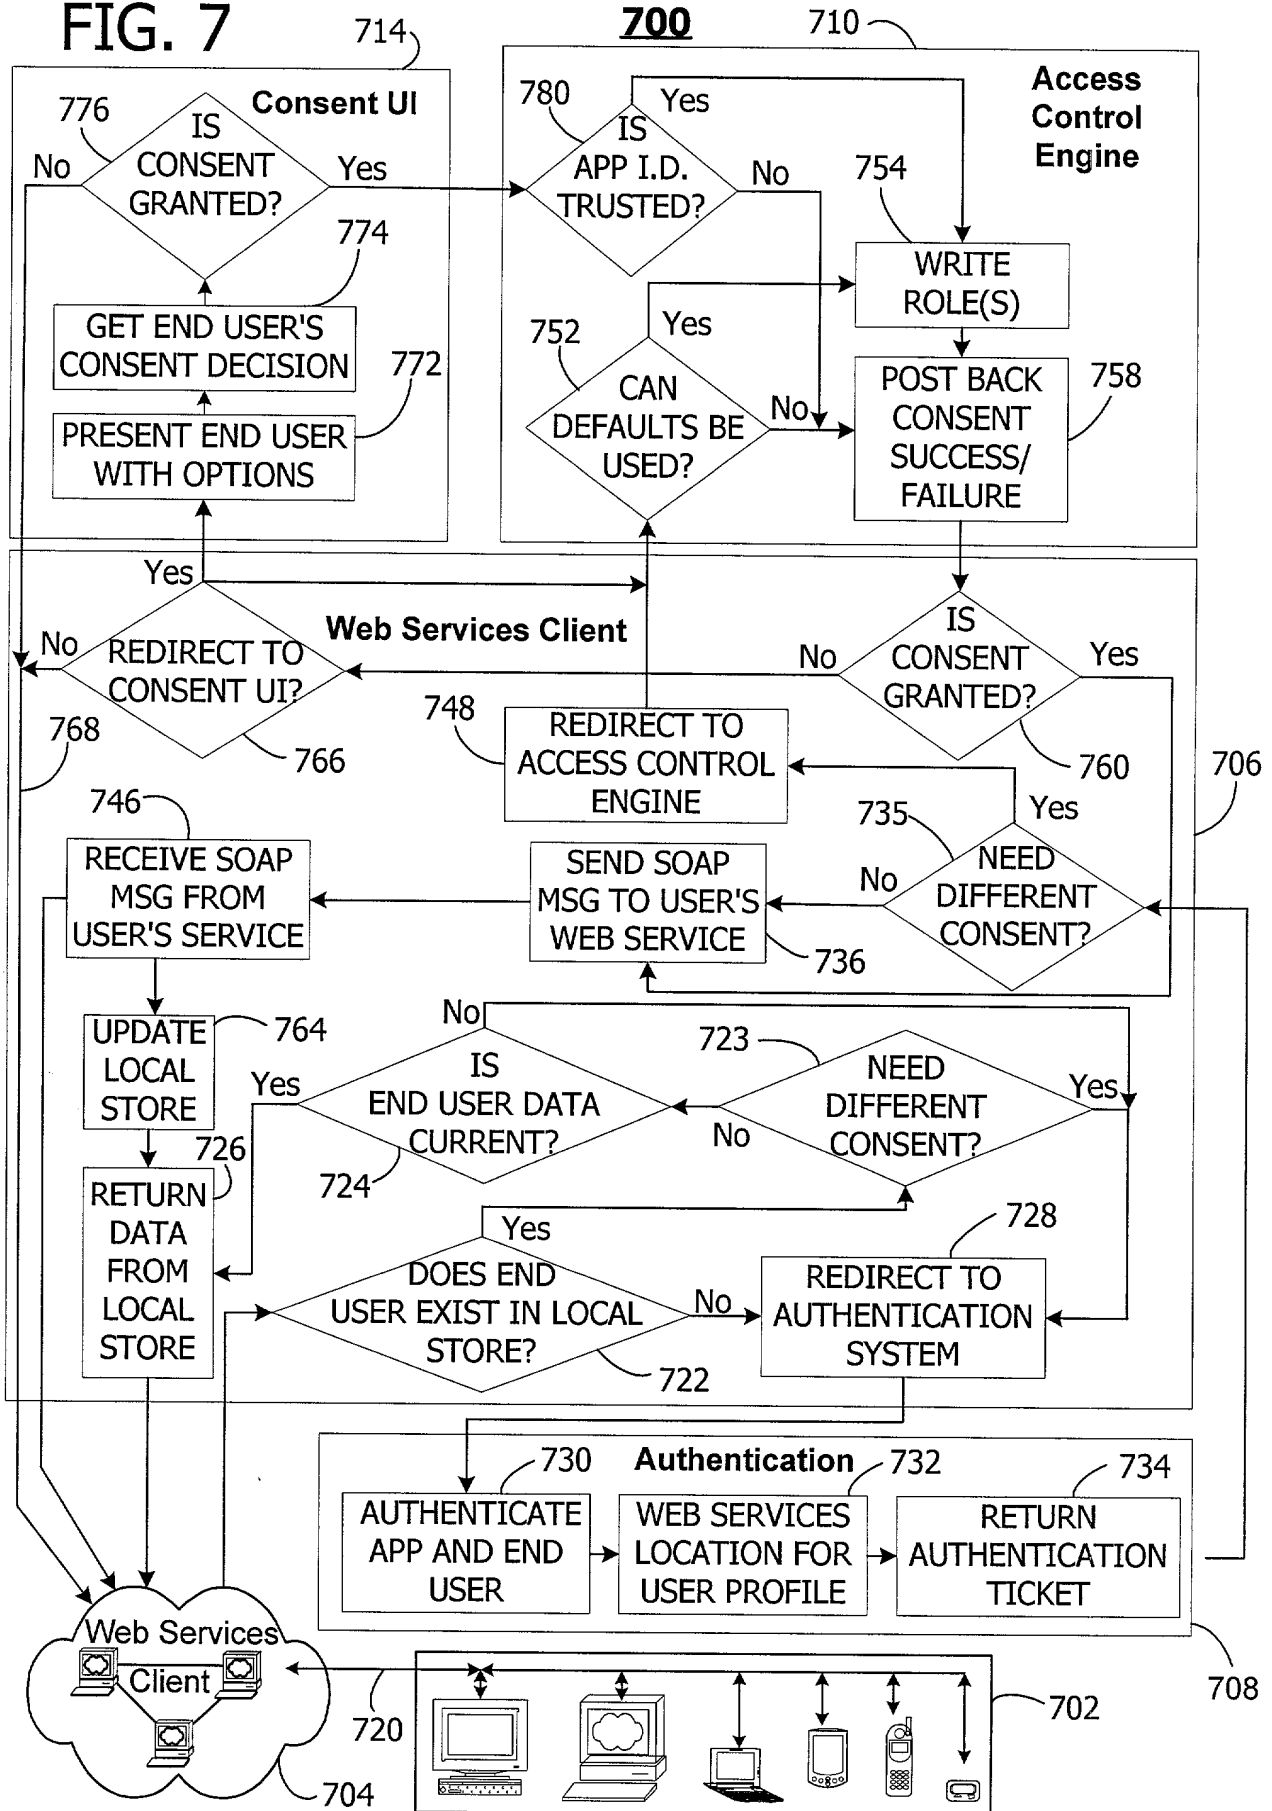 FIG. 7
700
714
710
Consent UI
776
IS
CONSENT
GRANTED?
No
Yes
774
GET END USER'S
CONSENT DECISION
772
PRESENT END USER
WITH OPTIONS
Access
Control
Engine
780
IS
APP I.D.
TRUSTED?
Yes
No
754
WRITE
ROLE(S)
752
CAN
DEFAULTS BE
USED?
Yes
No
POST BACK
CONSENT
SUCCESS/
FAILURE
758
Web Services Client
Yes
No
REDIRECT TO
CONSENT UI?
766
768
IS
CONSENT
GRANTED?
No
Yes
760
706
748
REDIRECT TO
ACCESS CONTROL
ENGINE
735
NEED
DIFFERENT
CONSENT?
Yes
No
SEND SOAP
MSG TO USER'S
WEB SERVICE
736
746
RECEIVE SOAP
MSG FROM
USER'S SERVICE
UPDATE
LOCAL
STORE
764
No
IS
END USER DATA
CURRENT?
Yes
724
723
NEED
DIFFERENT
CONSENT?
Yes
No
726
RETURN
DATA
FROM
LOCAL
STORE
Yes
DOES END
USER EXIST IN LOCAL
STORE?
No
722
728
REDIRECT TO
AUTHENTICATION
SYSTEM
Authentication
730
AUTHENTICATE
APP AND END
USER
732
WEB SERVICES
LOCATION FOR
USER PROFILE
734
RETURN
AUTHENTICATION
TICKET
708
Web Services
Client
704
720
702